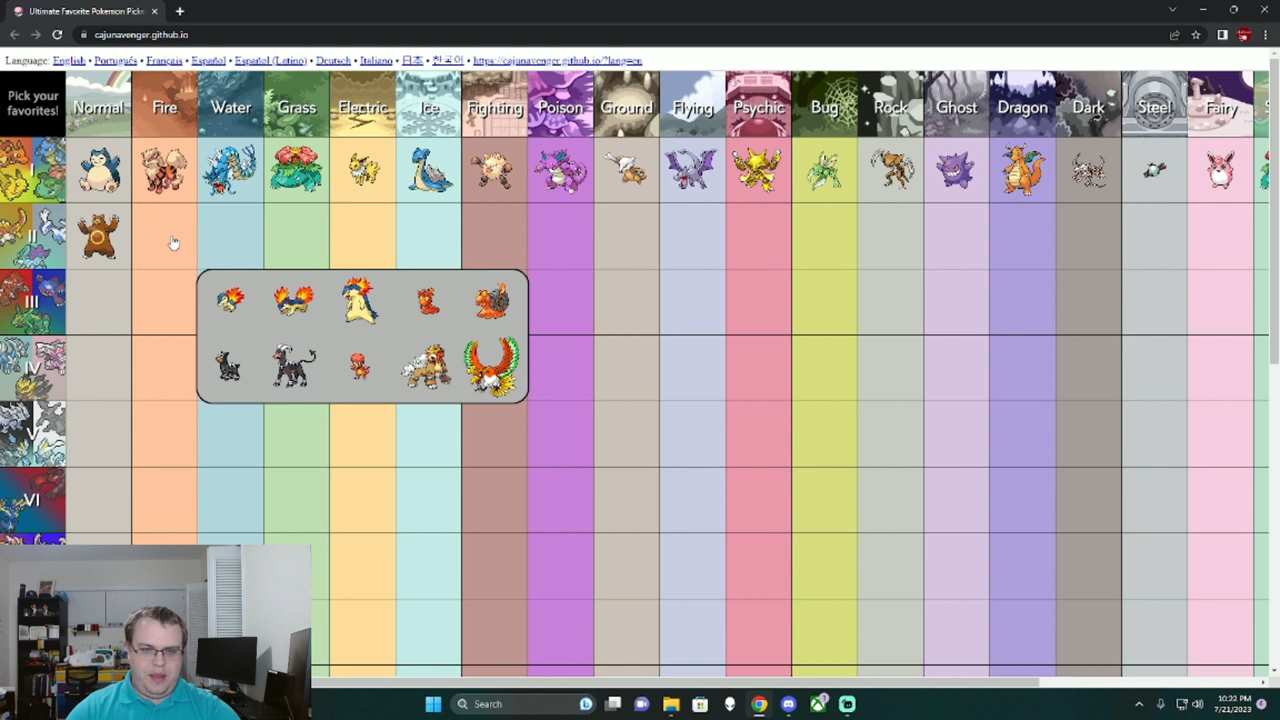 Ultimate Favorite Pokemon Picke
cajunavenger.github.io
Language: English • Português • Français • Español • Español (Latino) • Deutsch • Italiano • 日本 • 한국어 • https://cajunavenger.github.io/?lang=en
Pick your favorites! Normal Fire Water Grass Electric Ice Fighting Poison Ground Flying Psychic Bug Rock Ghost Dragon Dark Steel Fairy
I
II
III
IV
V
VI
Search
10:22 PM
7/21/2023